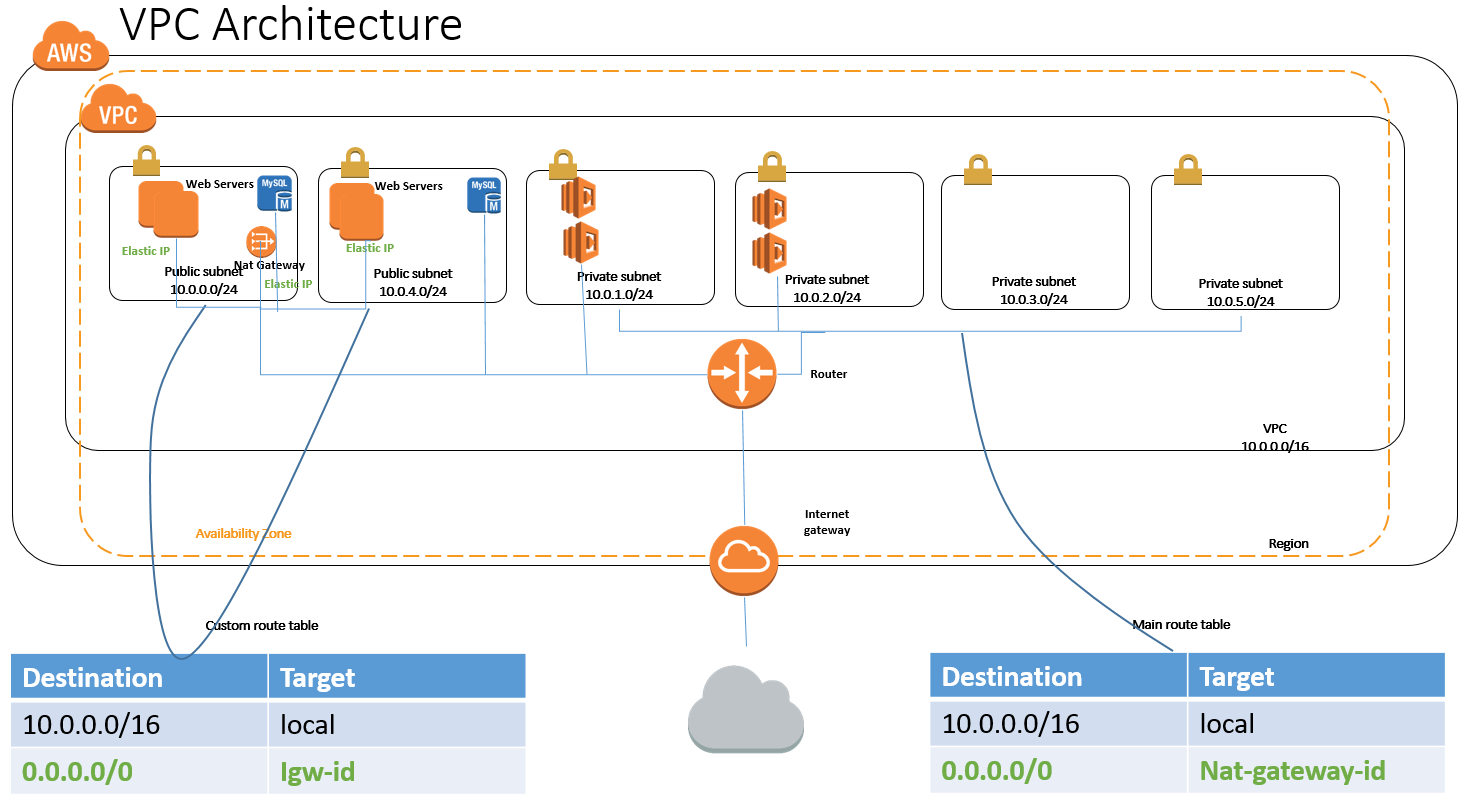 VPC Architecture
AWS
VPC
Web Servers
MySQL
M
Elastic IP
Nat Gateway
Public subnet
10.0.0.0/24
Elastic IP
Web Servers
MySQL
M
Elastic IP
Public subnet
10.0.4.0/24
Private subnet
10.0.1.0/24
Private subnet
10.0.2.0/24
Private subnet
10.0.3.0/24
Private subnet
10.0.5.0/24
Router
VPC
10.0.0.0/16
Internet
gateway
Availability Zone
Region
Custom route table
Destination Target
10.0.0.0/16 local
0.0.0.0/0 Igw-id
Main route table
Destination Target
10.0.0.0/16 local
0.0.0.0/0 Nat-gateway-id